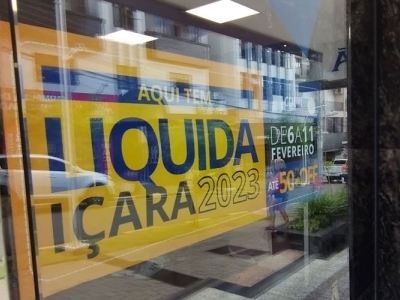 AQUI TEM
LIQUIDA
IÇARA 2023
DE 6 A 11
FEVEREIRO
ATÉ 50% OFF